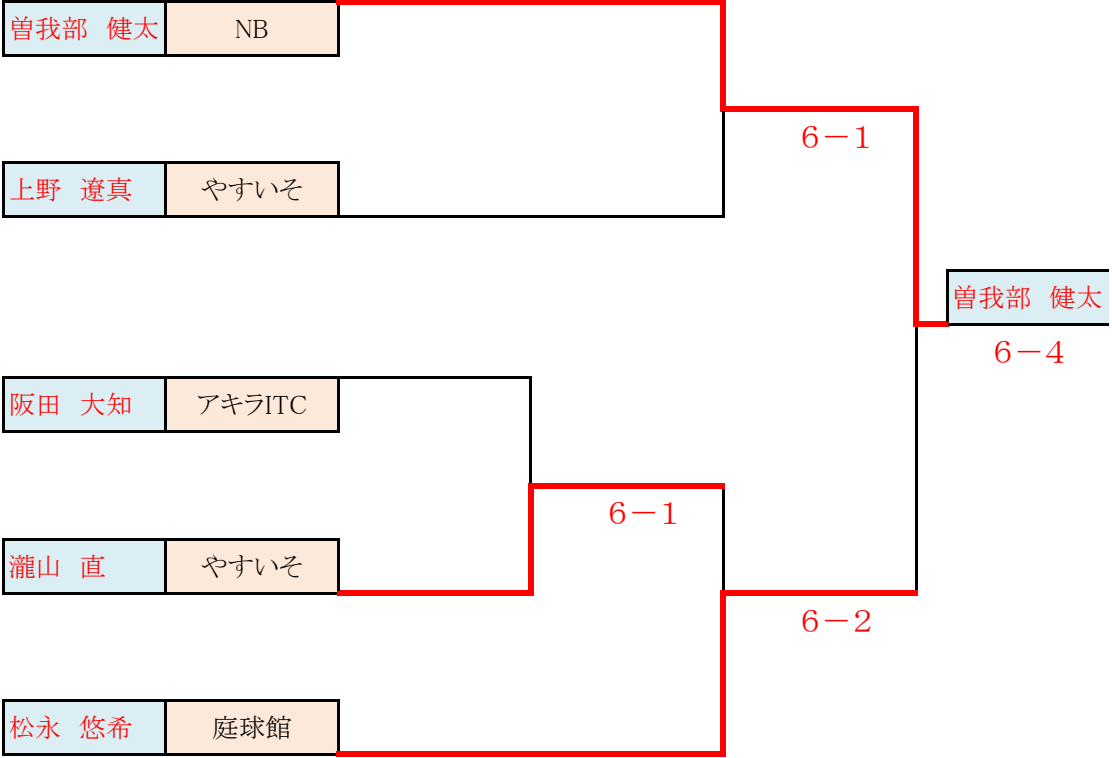 曽我部　健太　NB
6－1
上野　遼真　やすいそ
曽我部　健太
6－4
阪田　大知　アキラITC
6－1
瀧山　直　やすいそ
6－2
松永　悠希　庭球館